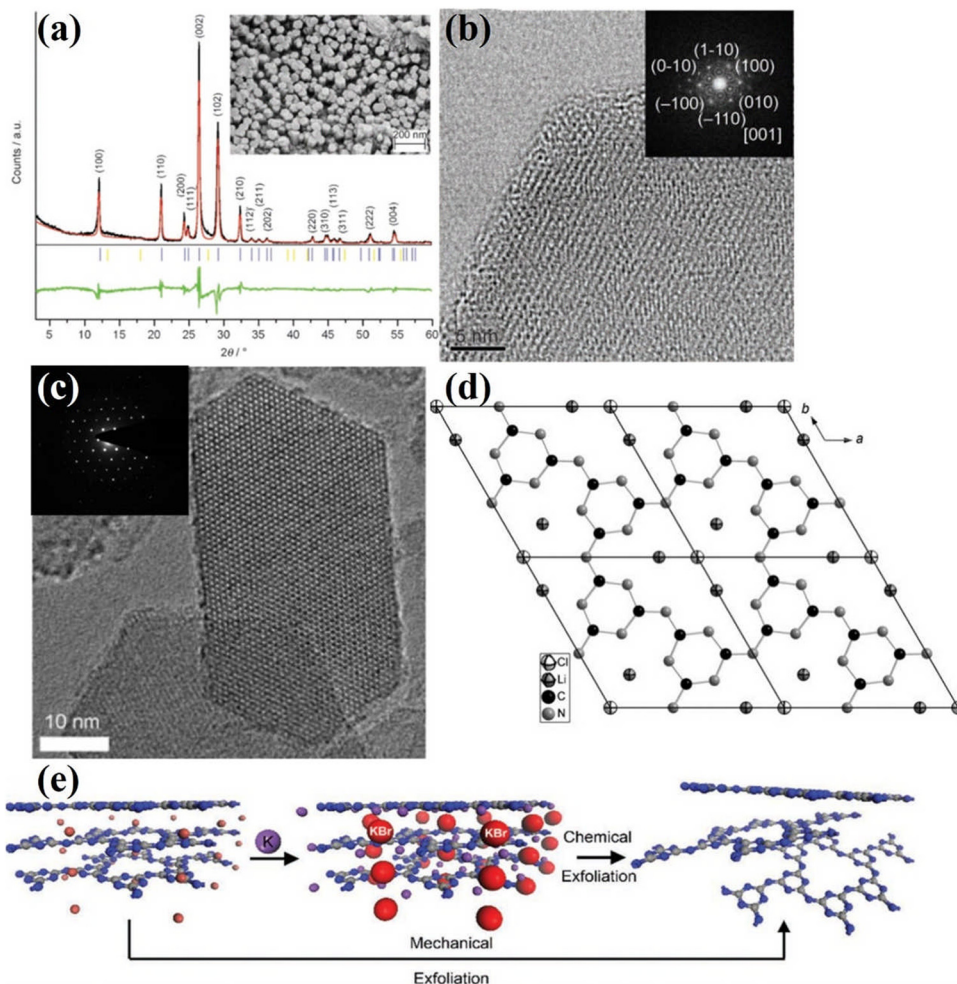 (a)
Counts / a.u.
(100)
(110)
(200)
(111)
(002)
(102)
(210)
(112)
(211)
(202)
(220)
(310)
(113)
(311)
(222)
(004)
200 nm
5 10 15 20 25 30 35 40 45 50 55 60
2θ / °
(b)
(1-10)
(0-10) (100)
(−100) (010)
(−110)
[001]
5 nm
(c)
10 nm
(d)
b
a
Cl
Li
C
N
(e)
K
KBr KBr
Chemical
Exfoliation
Mechanical
Exfoliation